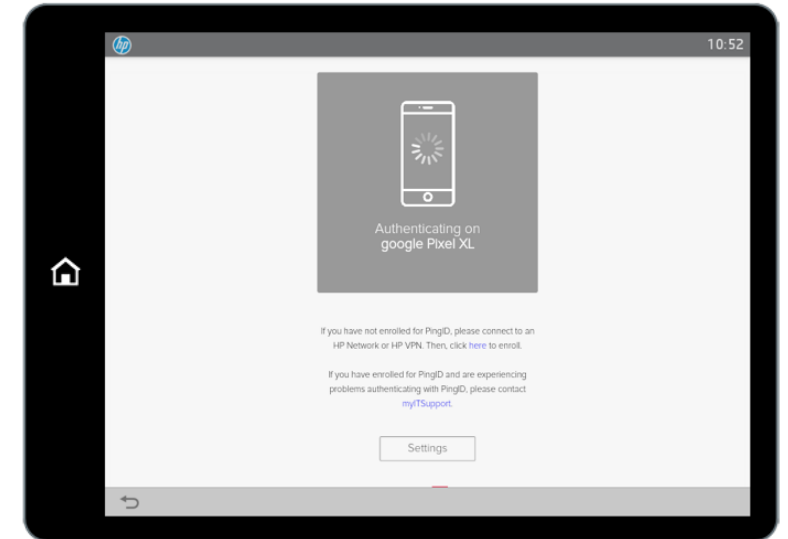 hp
10:52
Authenticating on
google Pixel XL
If you have not enrolled for PingID, please connect to an
HP Network or HP VPN. Then, click here to enroll.
If you have enrolled for PingID and are experiencing
problems authenticating with PingID, please contact
myITSupport.
Settings